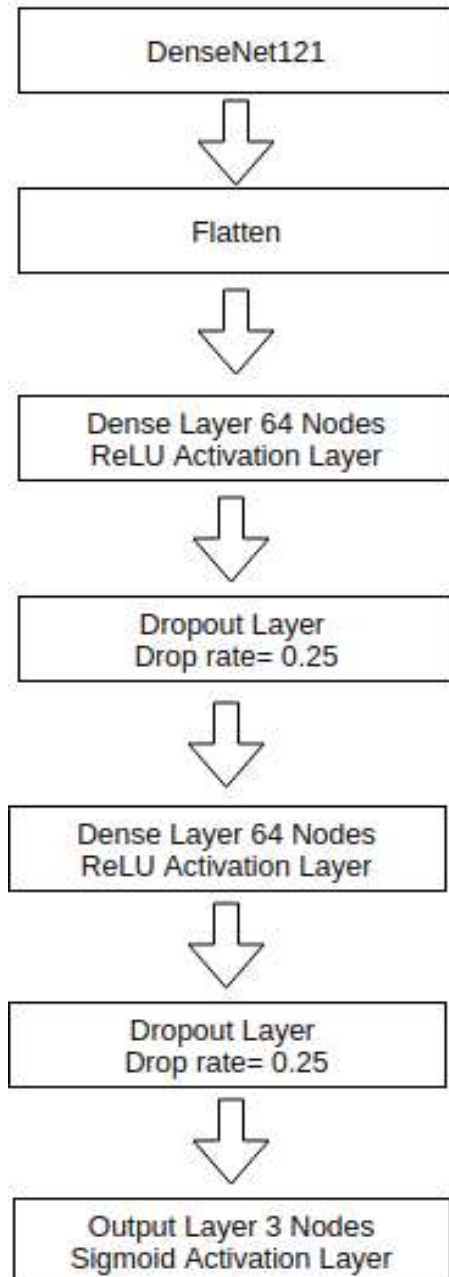 DenseNet121
Flatten
Dense Layer 64 Nodes
ReLU Activation Layer
Dropout Layer
Drop rate= 0.25
Dense Layer 64 Nodes
ReLU Activation Layer
Dropout Layer
Drop rate= 0.25
Output Layer 3 Nodes
Sigmoid Activation Layer